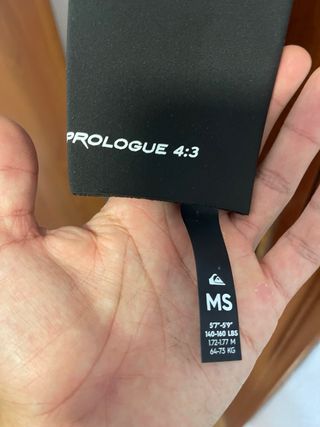 PROLOGUE 4:3
MS
5'7"-5'9"
140-160 LBS
1.72-1.77 M
64-73 KG